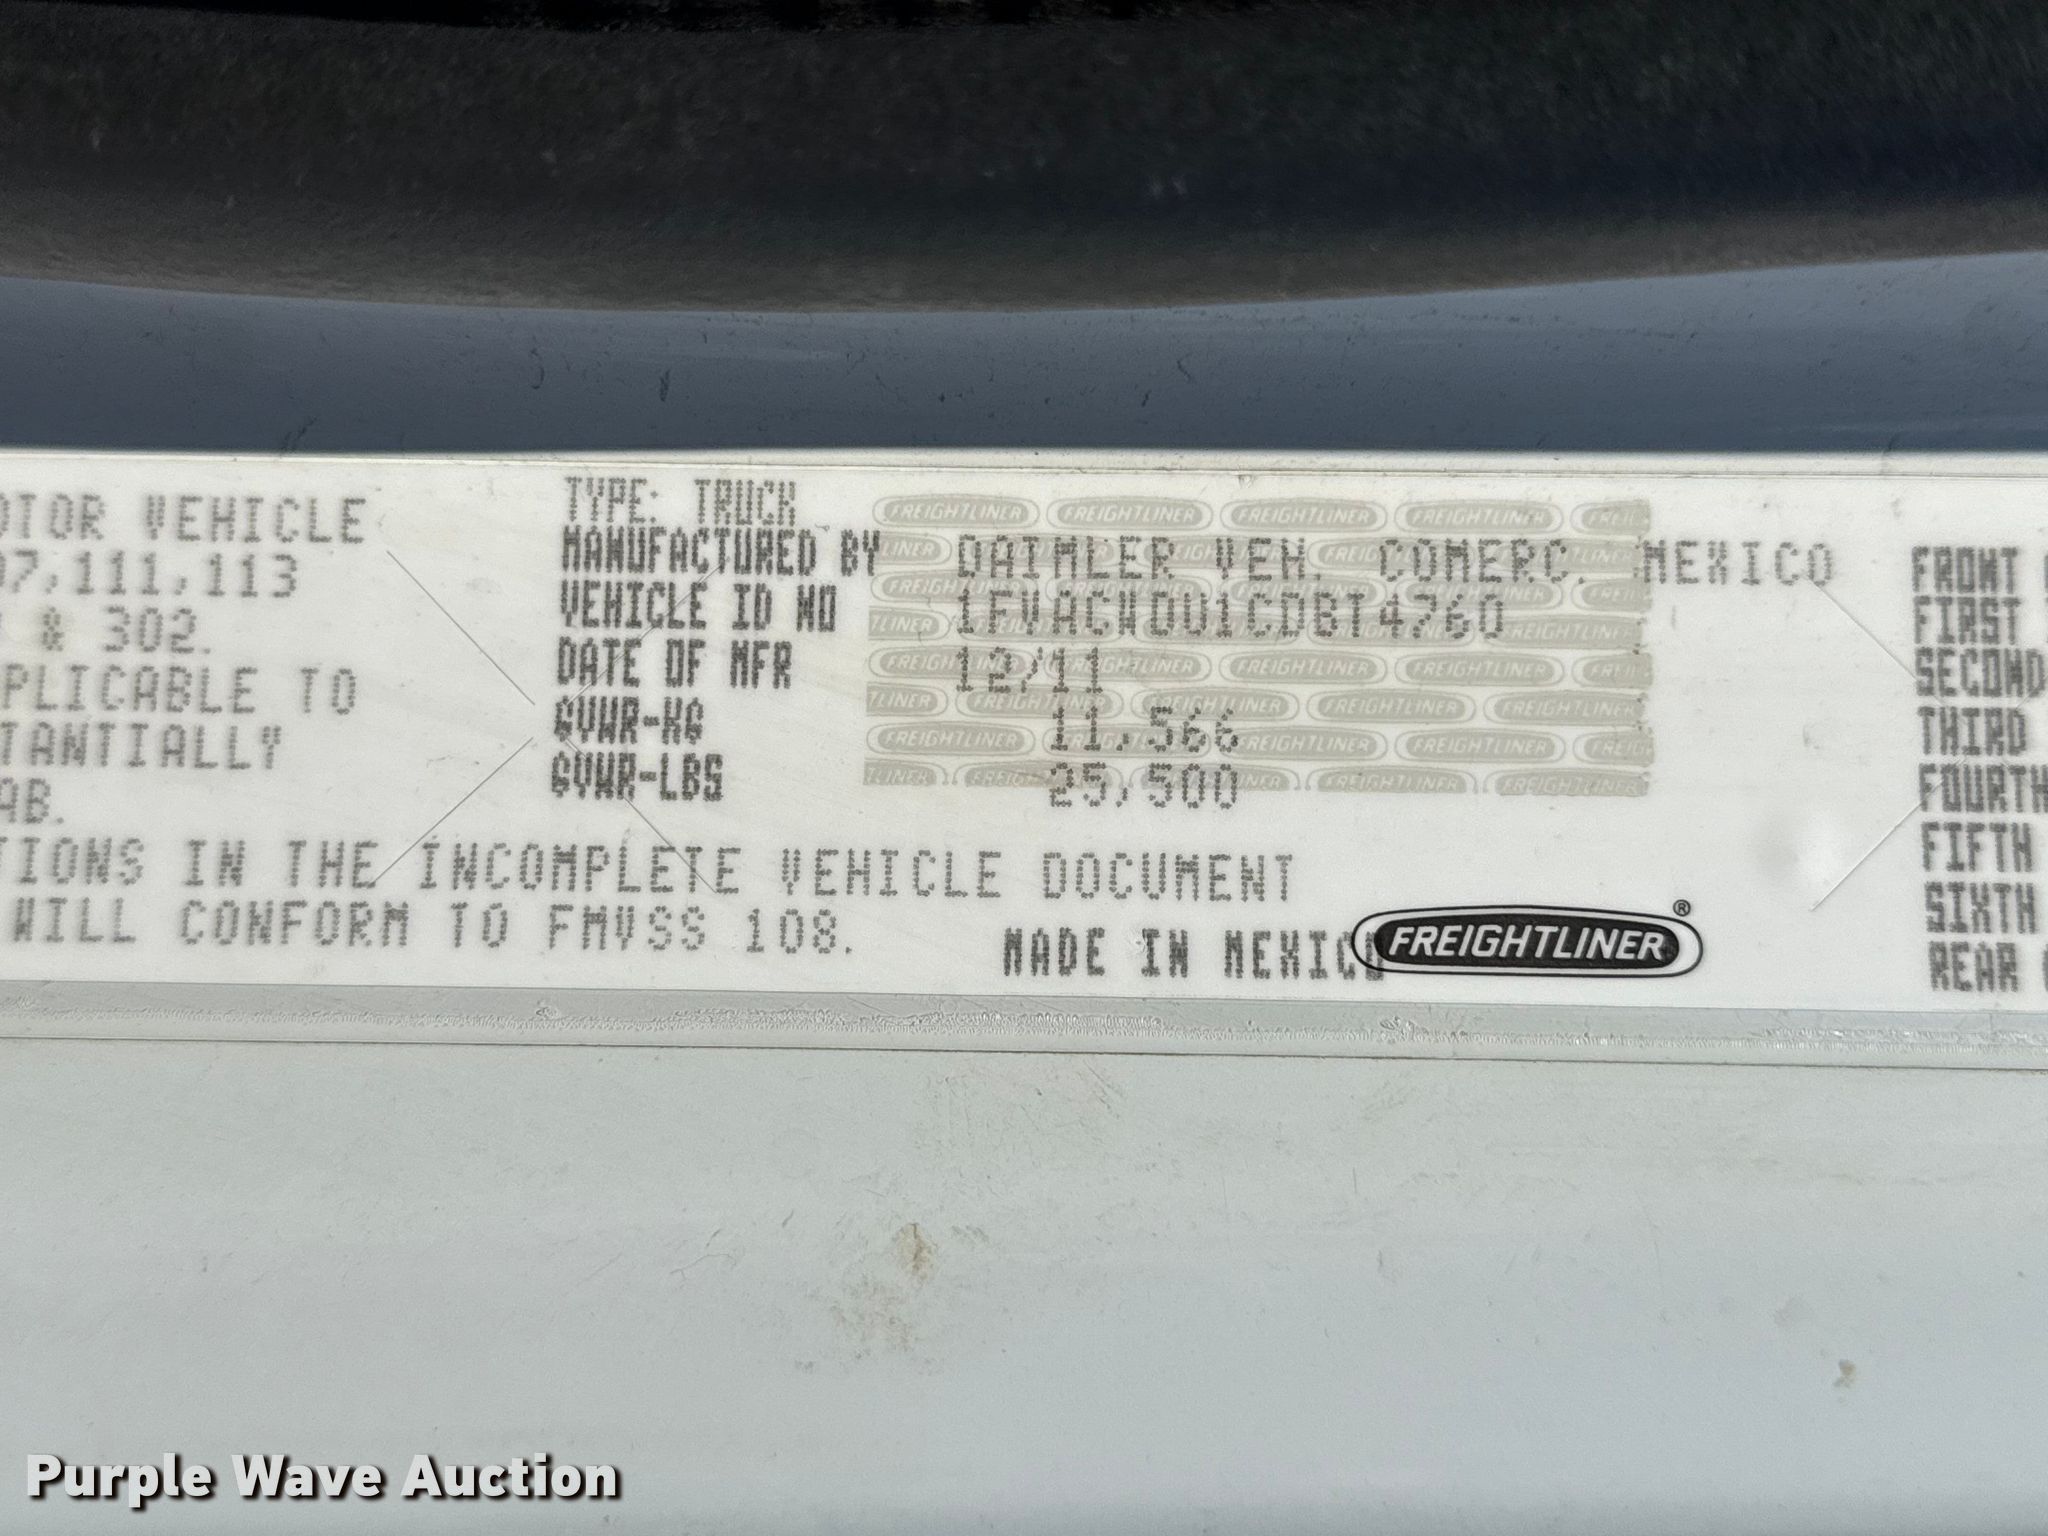 OTOR VEHICLE
07,111,113
& 302.
PLICABLE TO
TANTIALLY
AB.
TIONS IN THE INCOMPLETE VEHICLE DOCUMENT
WILL CONFORM TO FMVSS 108.
TYPE: TRUCK
MANUFACTURED BY DAIMLER VEH. COMERC. MEXICO
VEHICLE ID NO 1FVACWDU1CDBT4760
DATE OF MFR 12/11
GVWR-KG 11,566
GVWR-LBS 25,500
MADE IN MEXICO
FREIGHTLINER®
FRONT
FIRST
SECOND
THIRD
FOURTH
FIFTH
SIXTH
REAR
Purple Wave Auction